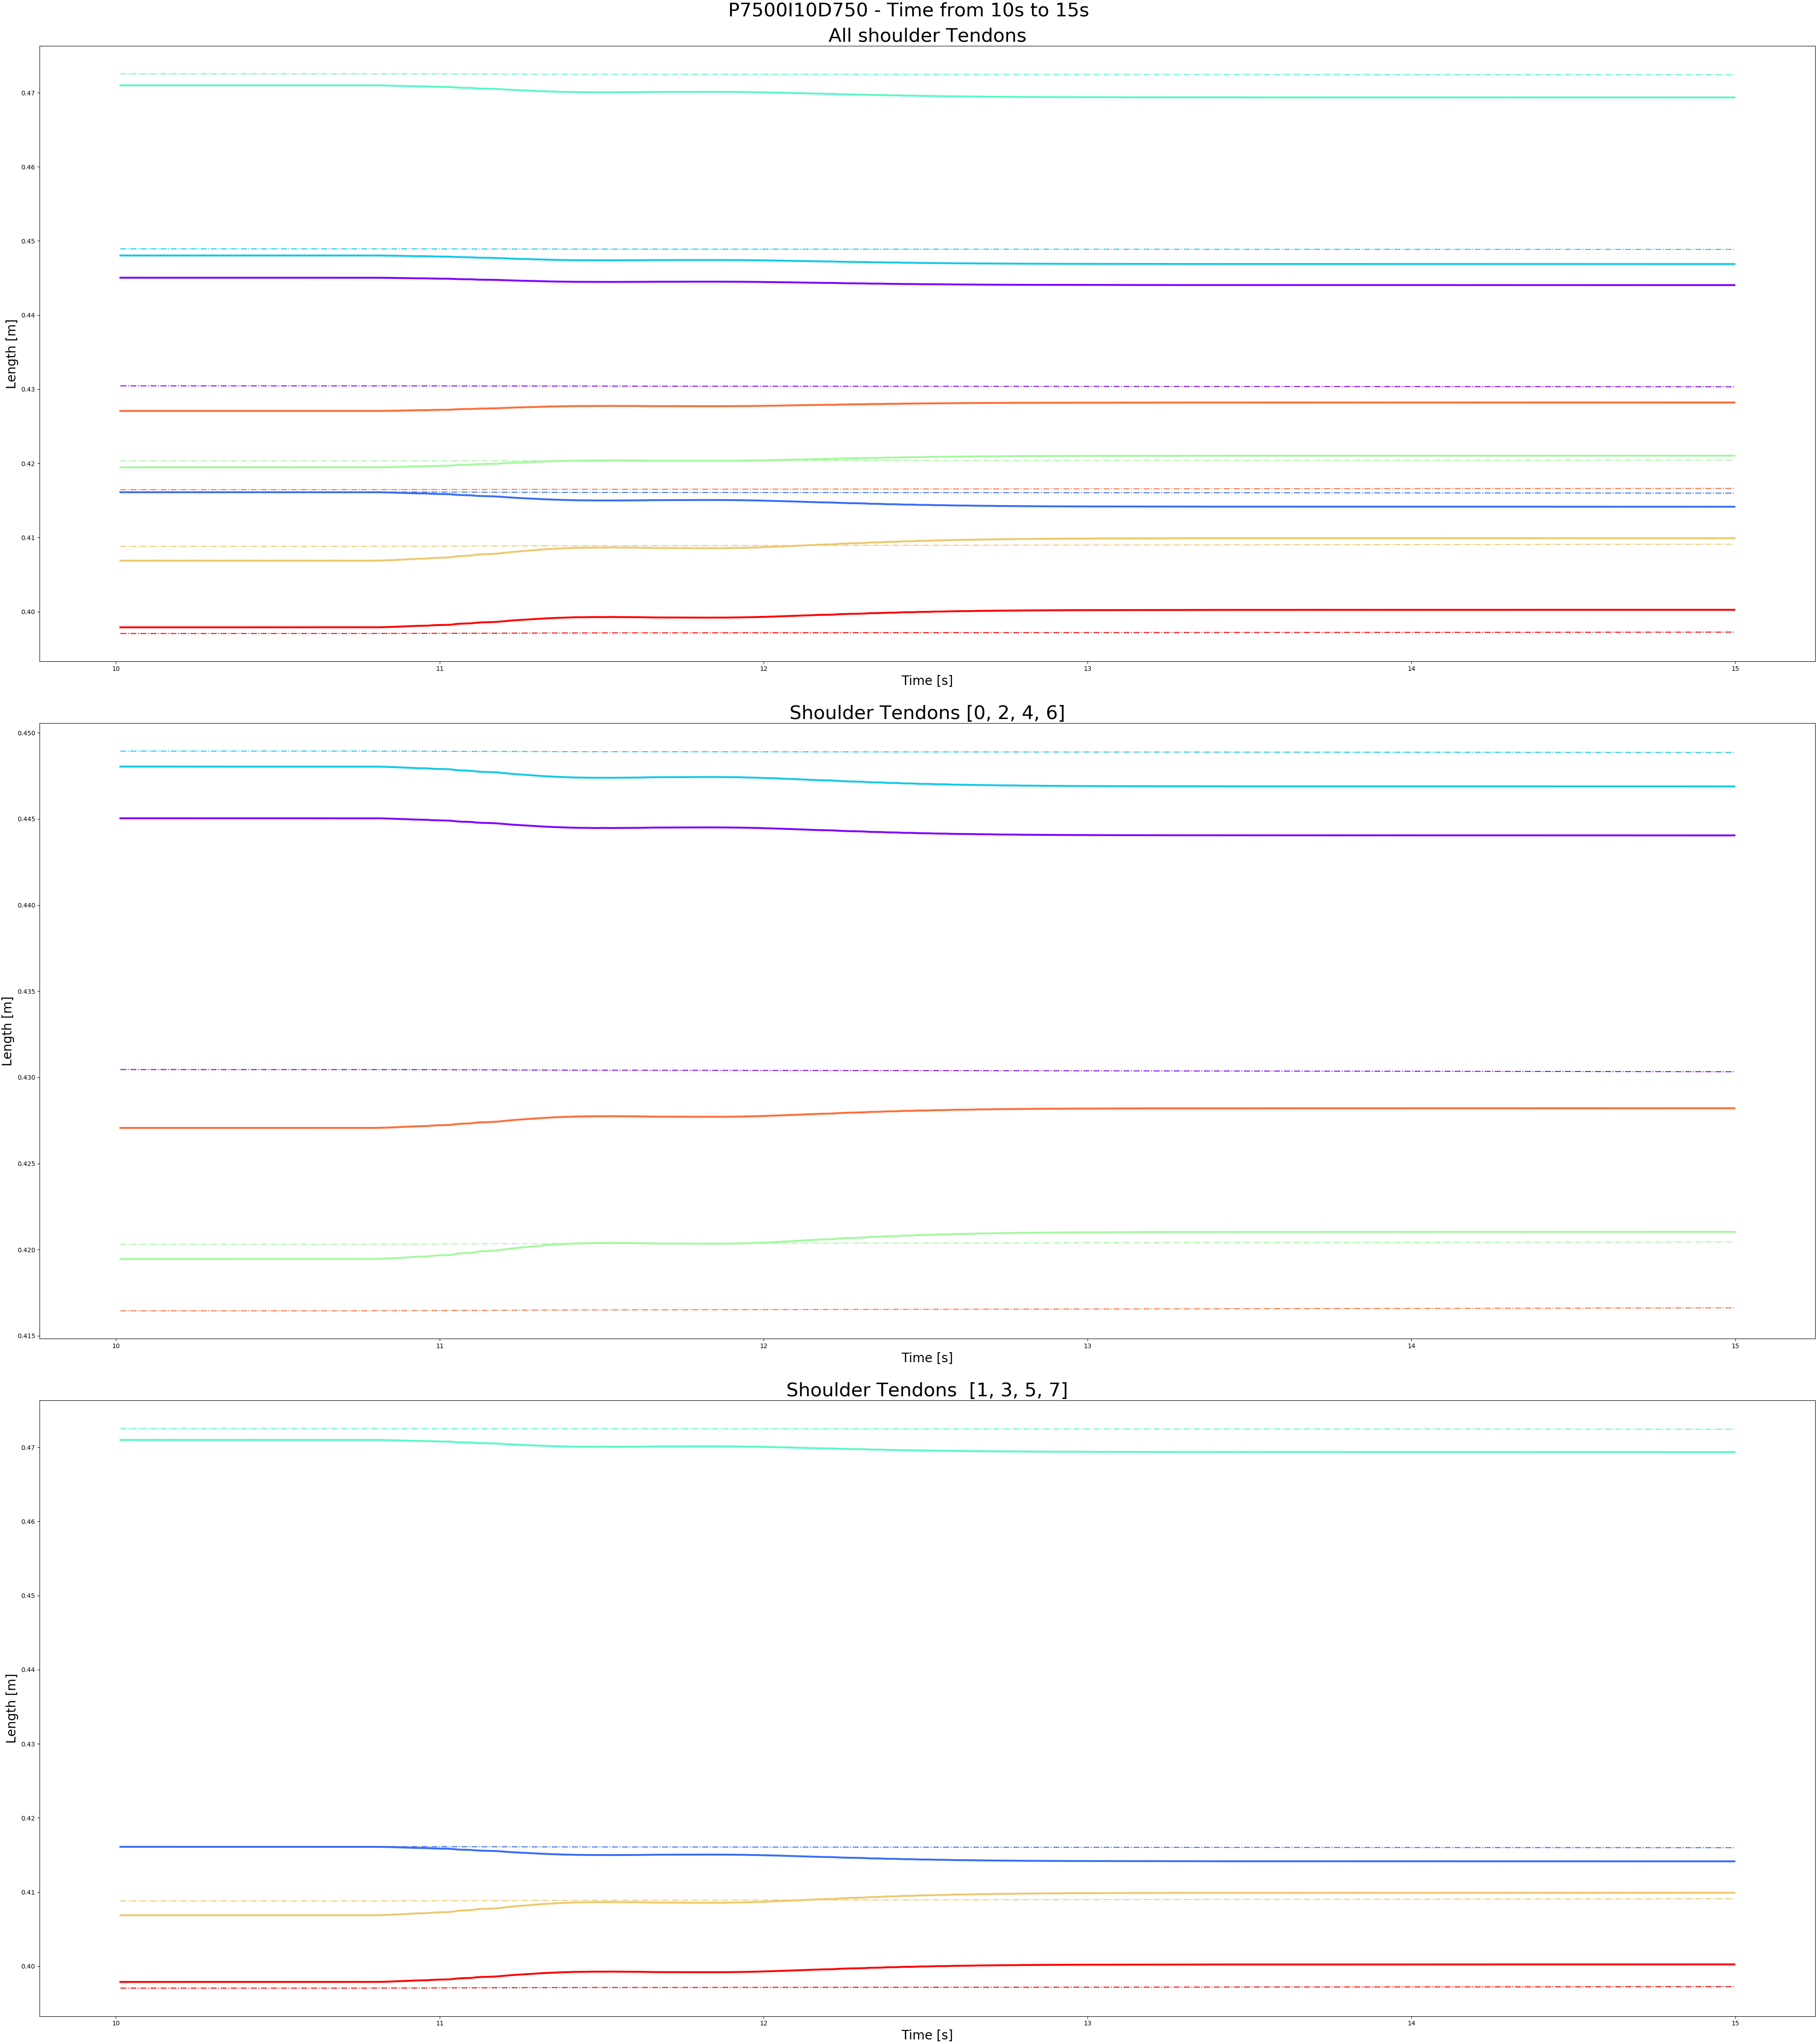 P7500I10D750 - Time from 10s to 15s
All shoulder Tendons
0.47
0.46
0.45
0.44
0.43
0.42
0.41
0.40
Length [m]
10 11 12 13 14 15
Time [s]
Shoulder Tendons [0, 2, 4, 6]
0.450
0.445
0.440
0.435
0.430
0.425
0.420
0.415
Length [m]
10 11 12 13 14 15
Time [s]
Shoulder Tendons  [1, 3, 5, 7]
0.47
0.46
0.45
0.44
0.43
0.42
0.41
0.40
Length [m]
10 11 12 13 14 15
Time [s]